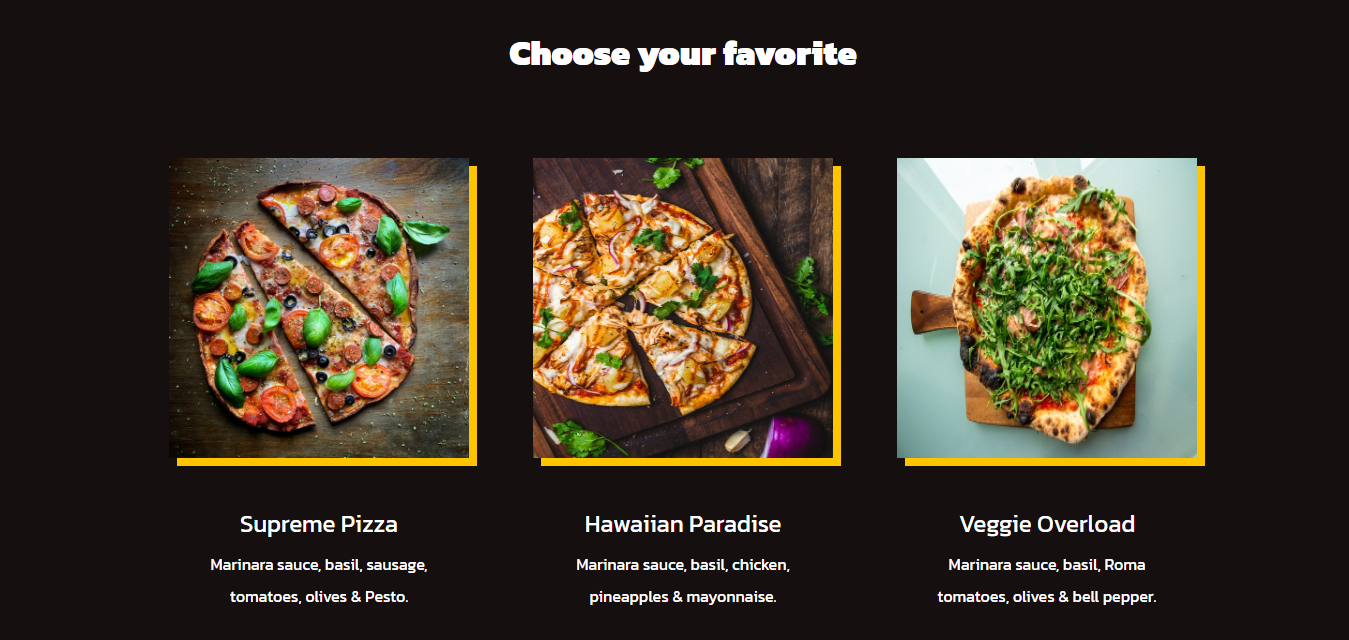 Choose your favorite
Supreme Pizza
Marinara sauce, basil, sausage,
tomatoes, olives & Pesto.
Hawaiian Paradise
Marinara sauce, basil, chicken,
pineapples & mayonnaise.
Veggie Overload
Marinara sauce, basil, Roma
tomatoes, olives & bell pepper.